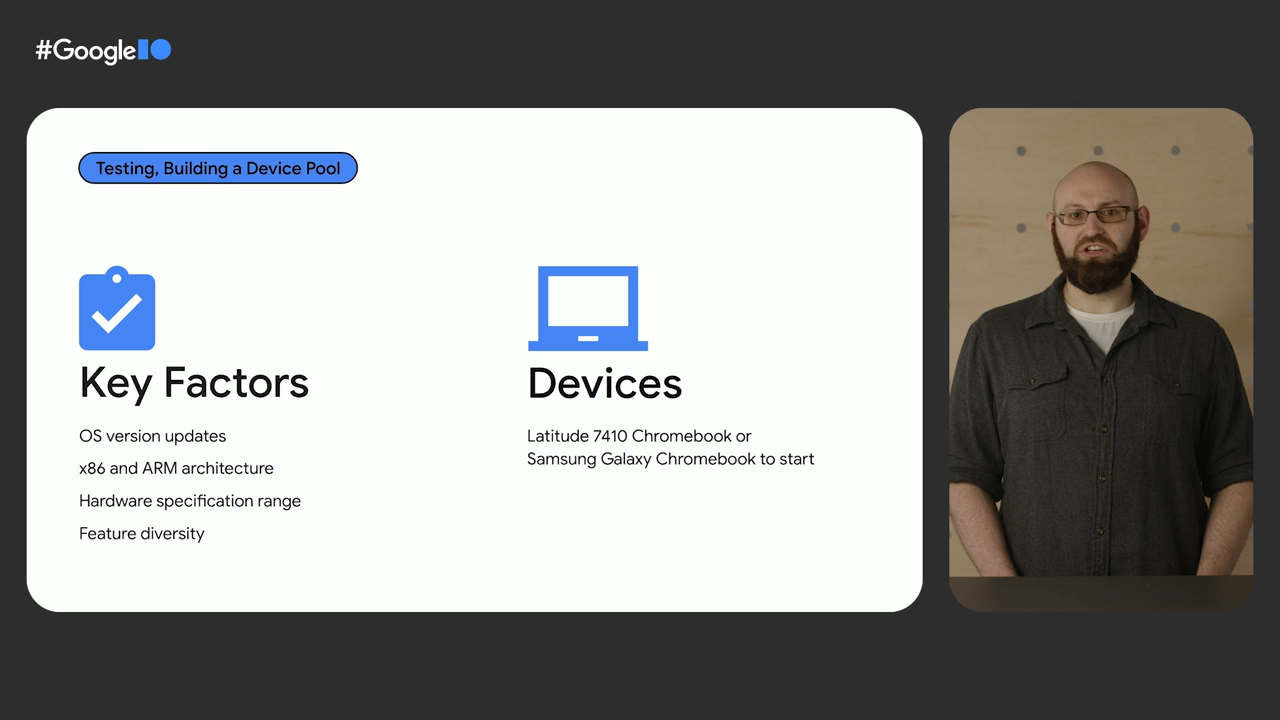 #GoogleIO
Testing, Building a Device Pool
Key Factors
OS version updates
x86 and ARM architecture
Hardware specification range
Feature diversity
Devices
Latitude 7410 Chromebook or
Samsung Galaxy Chromebook to start